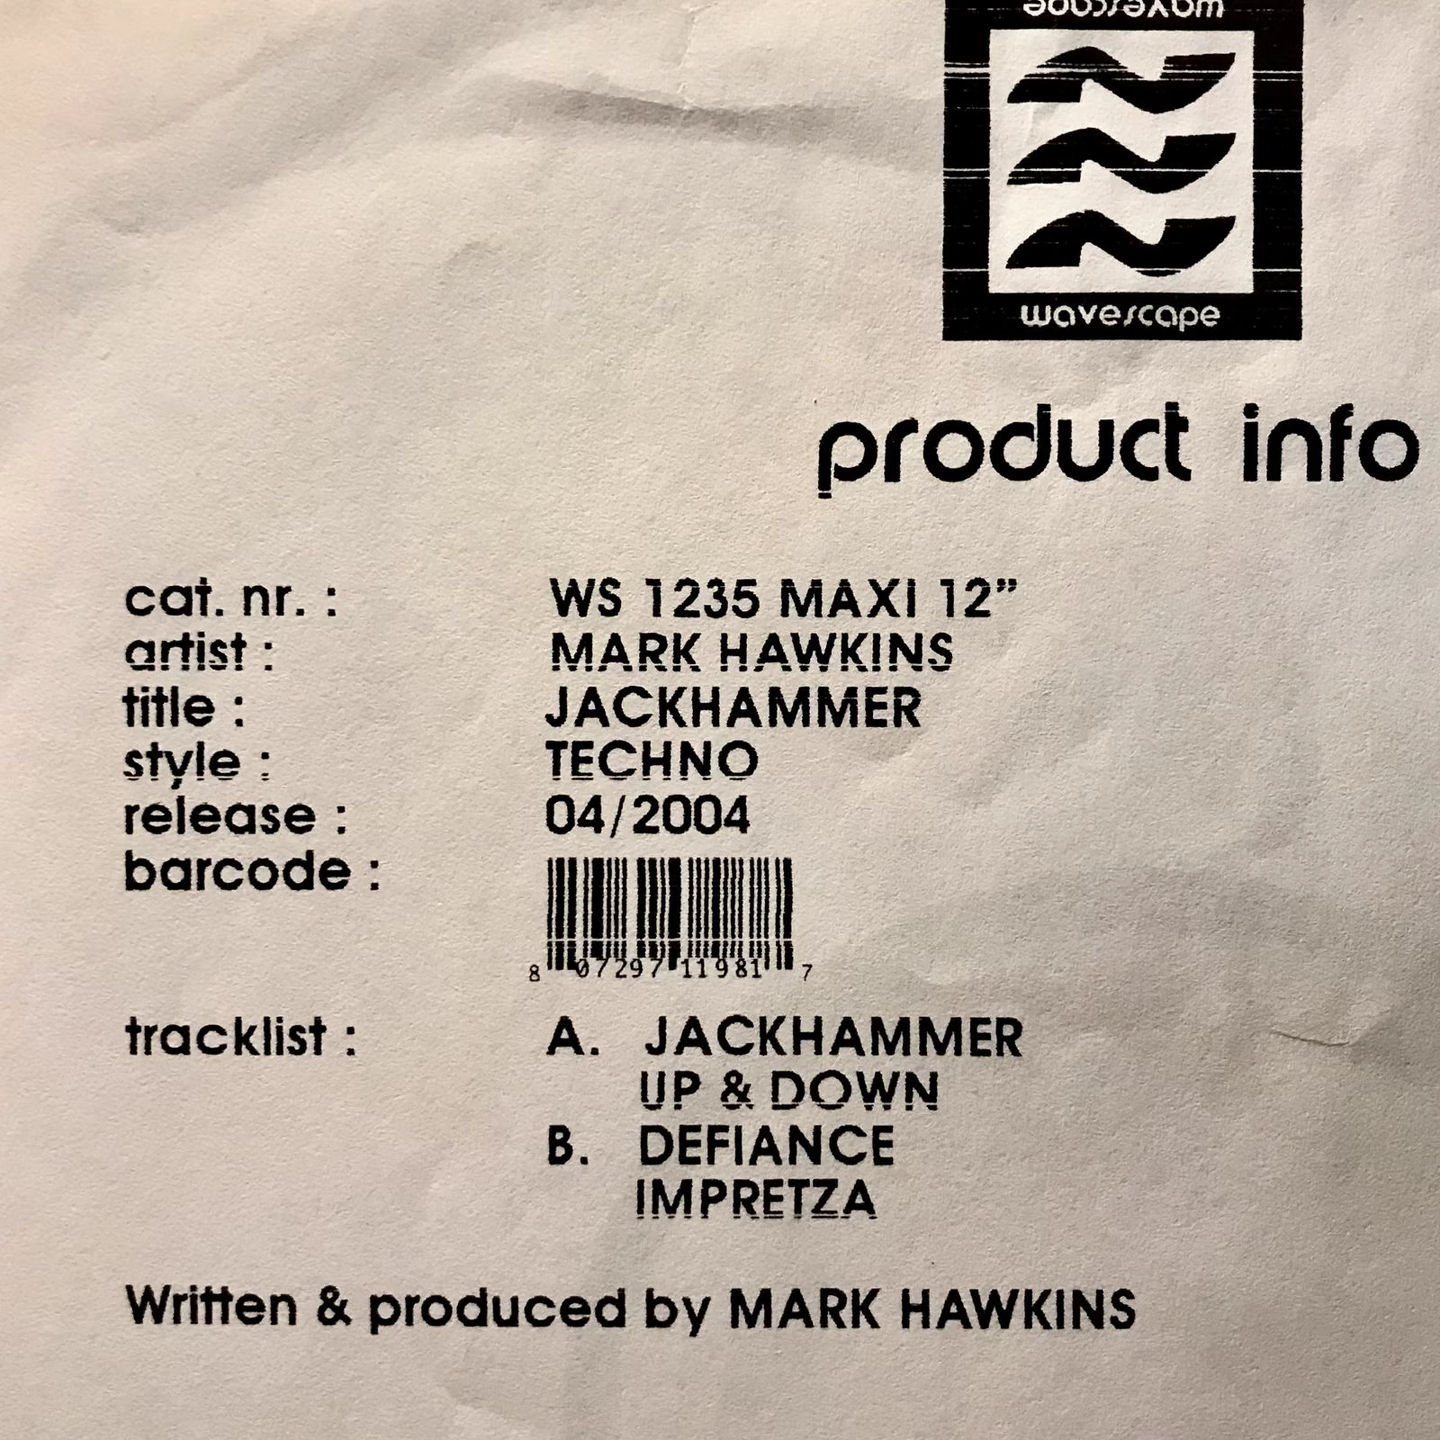 wavescape
wavescape
product info
cat. nr. : WS 1235 MAXI 12”
artist : MARK HAWKINS
title : JACKHAMMER
style : TECHNO
release : 04/2004
barcode :
8 07297 11981 7
tracklist : A. JACKHAMMER
UP & DOWN
B. DEFIANCE
IMPRETZA
Written & produced by MARK HAWKINS